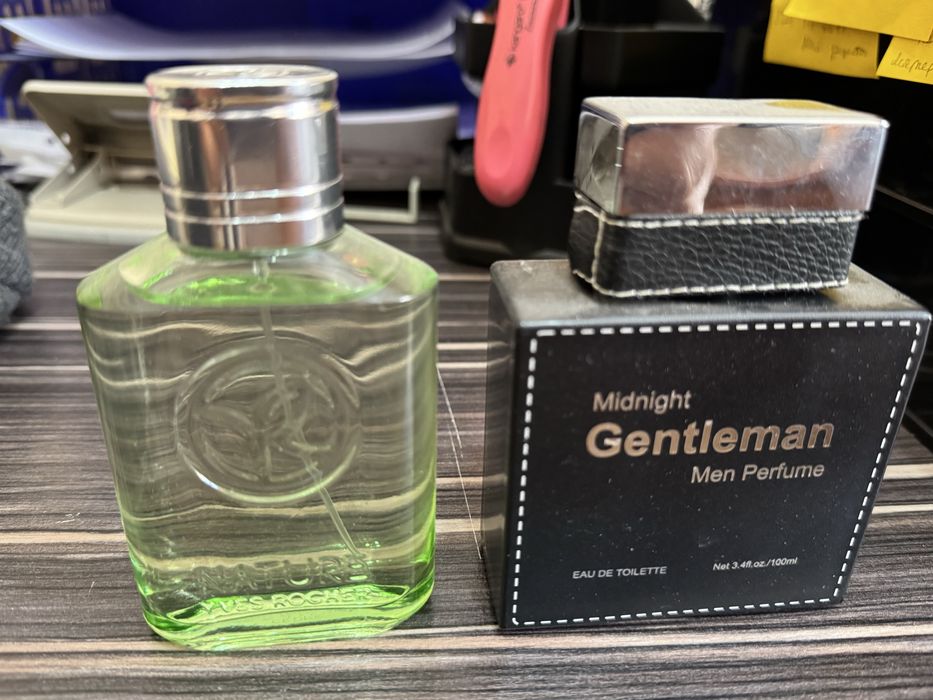 NATURE
YVES ROCHER
Midnight
Gentleman
Men Perfume
EAU DE TOILETTE
Net 3.4fl.oz./100ml